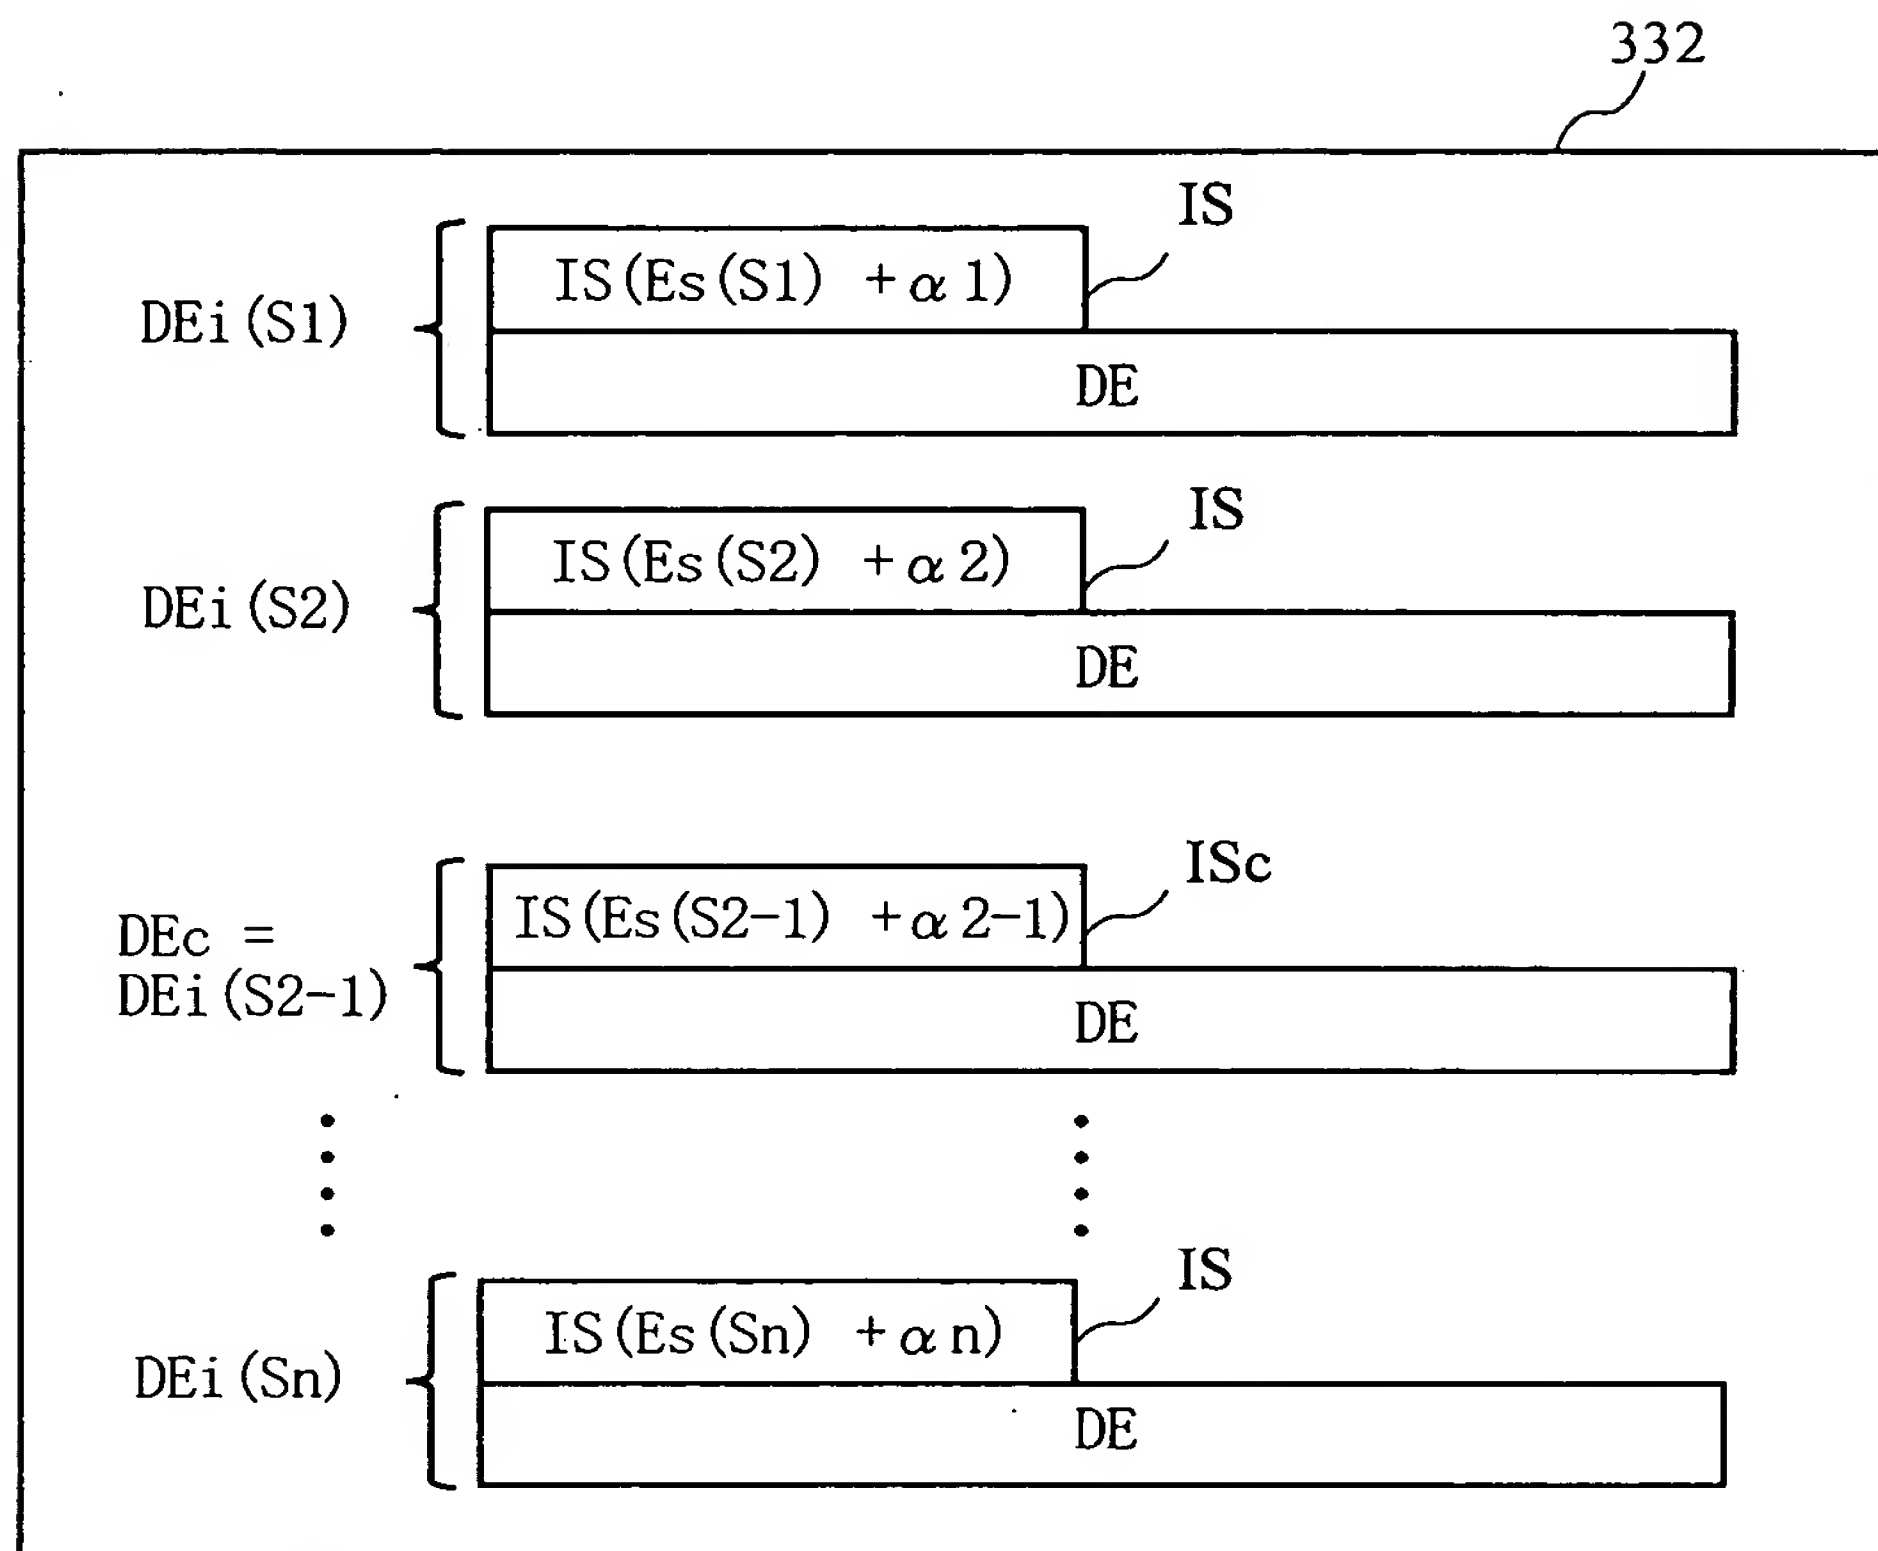 332
IS
IS(Es(S1) +α1)
DEi(S1)
DE
IS
IS(Es(S2) +α2)
DEi(S2)
DE
ISc
IS(Es(S2-1) +α2-1)
DEc =
DEi(S2-1)
DE
IS
IS(Es(Sn) +αn)
DEi(Sn)
DE